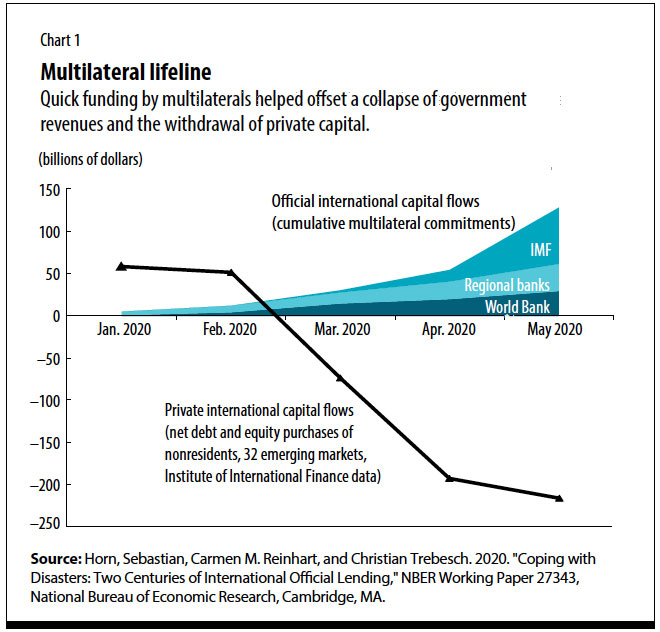 Chart 1
Multilateral lifeline
Quick funding by multilaterals helped offset a collapse of government
revenues and the withdrawal of private capital.
(billions of dollars)
150
100
50
0
−50
−100
−150
−200
−250
Official international capital flows
(cumulative multilateral commitments)
IMF
Regional banks
World Bank
Jan. 2020
Feb. 2020
Mar. 2020
Apr. 2020
May 2020
Private international capital flows
(net debt and equity purchases of
nonresidents, 32 emerging markets,
Institute of International Finance data)
Source: Horn, Sebastian, Carmen M. Reinhart, and Christian Trebesch. 2020. "Coping with
Disasters: Two Centuries of International Official Lending," NBER Working Paper 27343,
National Bureau of Economic Research, Cambridge, MA.